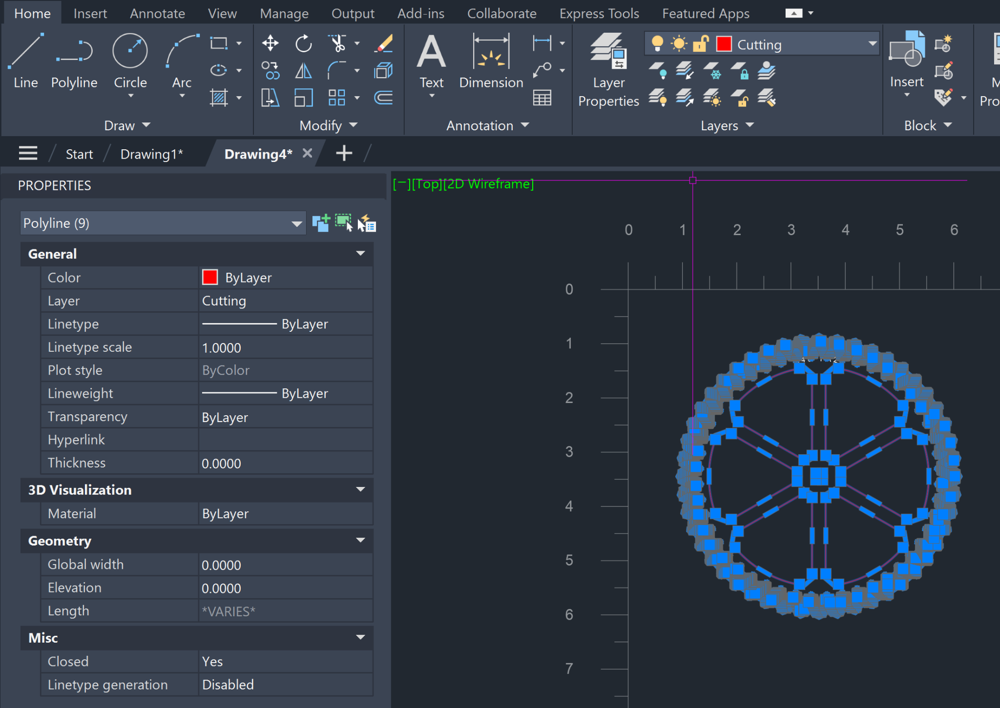 Home Insert Annotate View Manage Output Add-ins Collaborate Express Tools Featured Apps
Line Polyline Circle Arc
Text Dimension
Layer Properties
Cutting
Insert
Draw Modify Annotation Layers Block
Start Drawing1* Drawing4*
PROPERTIES
Polyline (9)
General
Color ByLayer
Layer Cutting
Linetype ByLayer
Linetype scale 1.0000
Plot style ByColor
Lineweight ByLayer
Transparency ByLayer
Hyperlink
Thickness 0.0000
3D Visualization
Material ByLayer
Geometry
Global width 0.0000
Elevation 0.0000
Length *VARIES*
Misc
Closed Yes
Linetype generation Disabled
[−][Top][2D Wireframe]
0 1 2 3 4 5 6
0
1
2
3
4
5
6
7